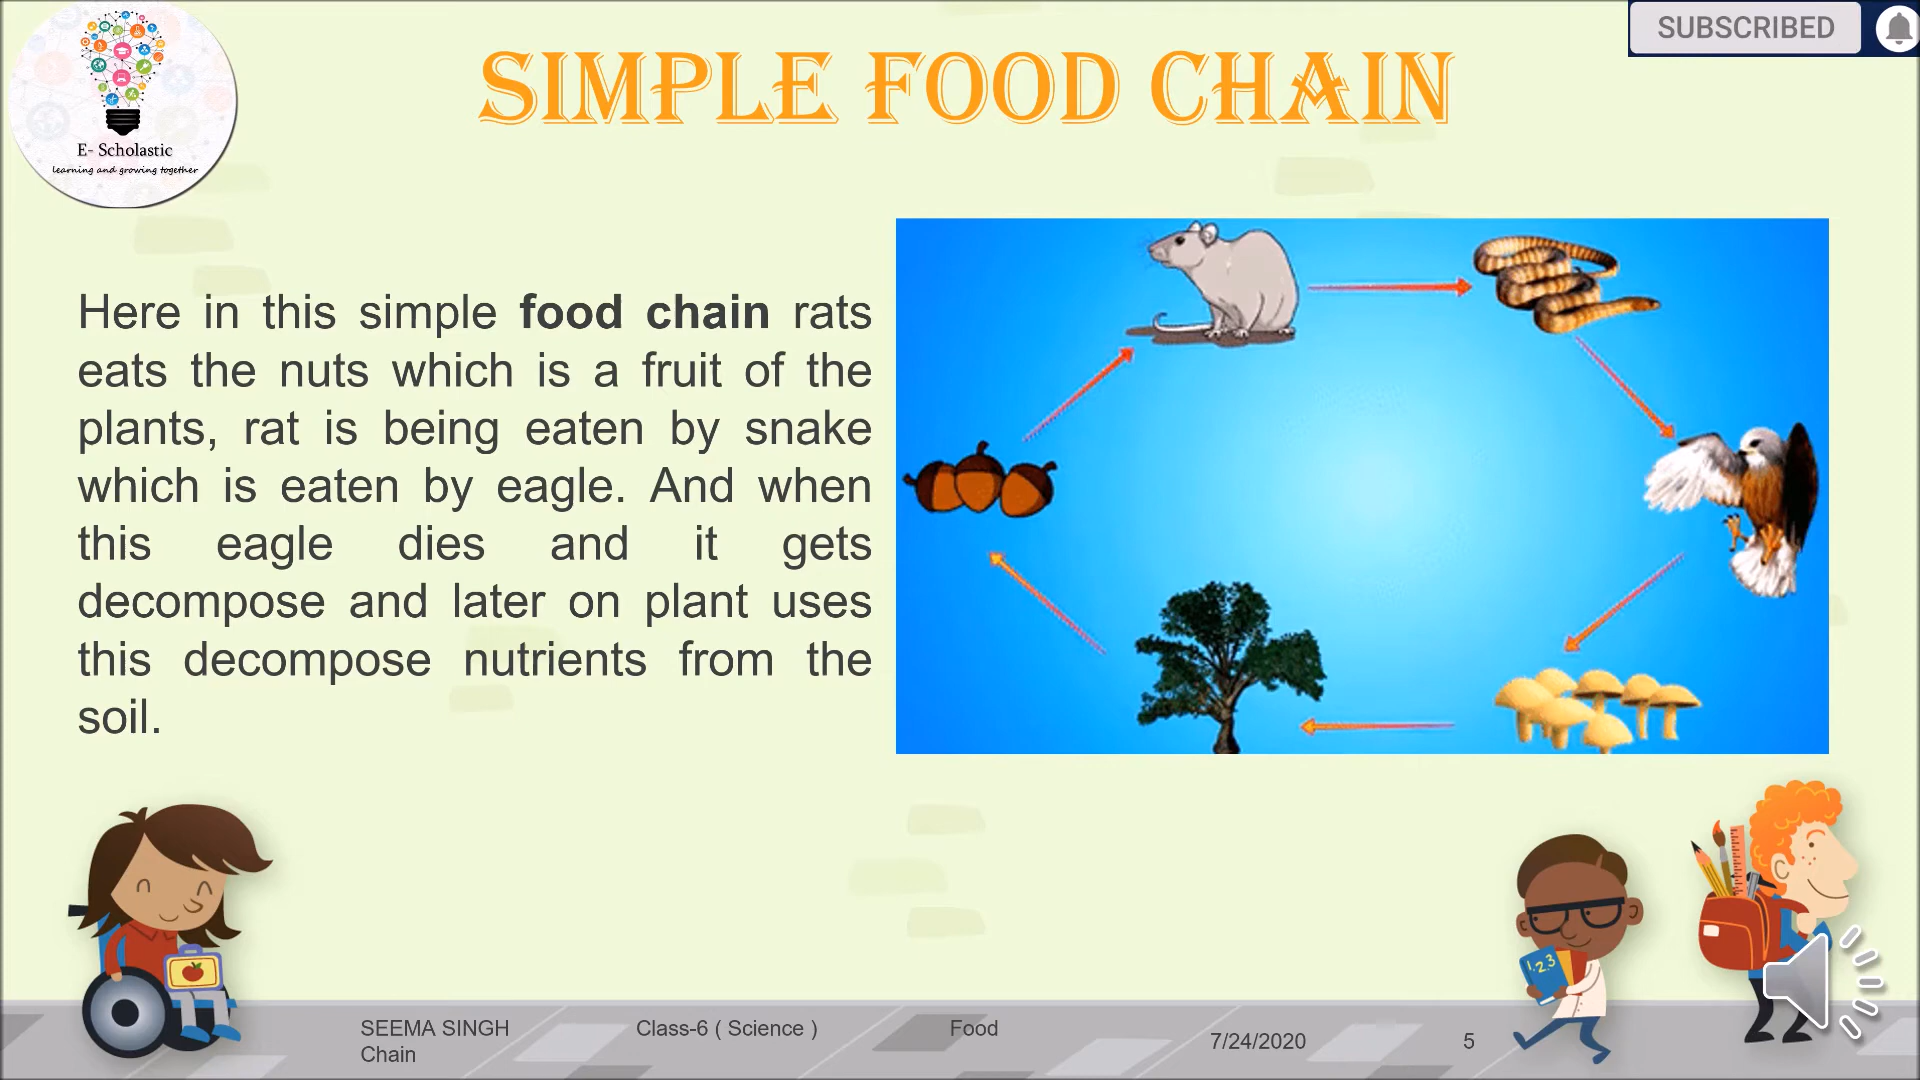 SUBSCRIBED
SIMPLE FOOD CHAIN
E- Scholastic
learning and growing together
Here in this simple food chain rats
eats the nuts which is a fruit of the
plants, rat is being eaten by snake
which is eaten by eagle. And when
this eagle dies and it gets
decompose and later on plant uses
this decompose nutrients from the
soil.
1,2,3
SEEMA SINGH Class-6 ( Science ) Food
Chain
7/24/2020
5